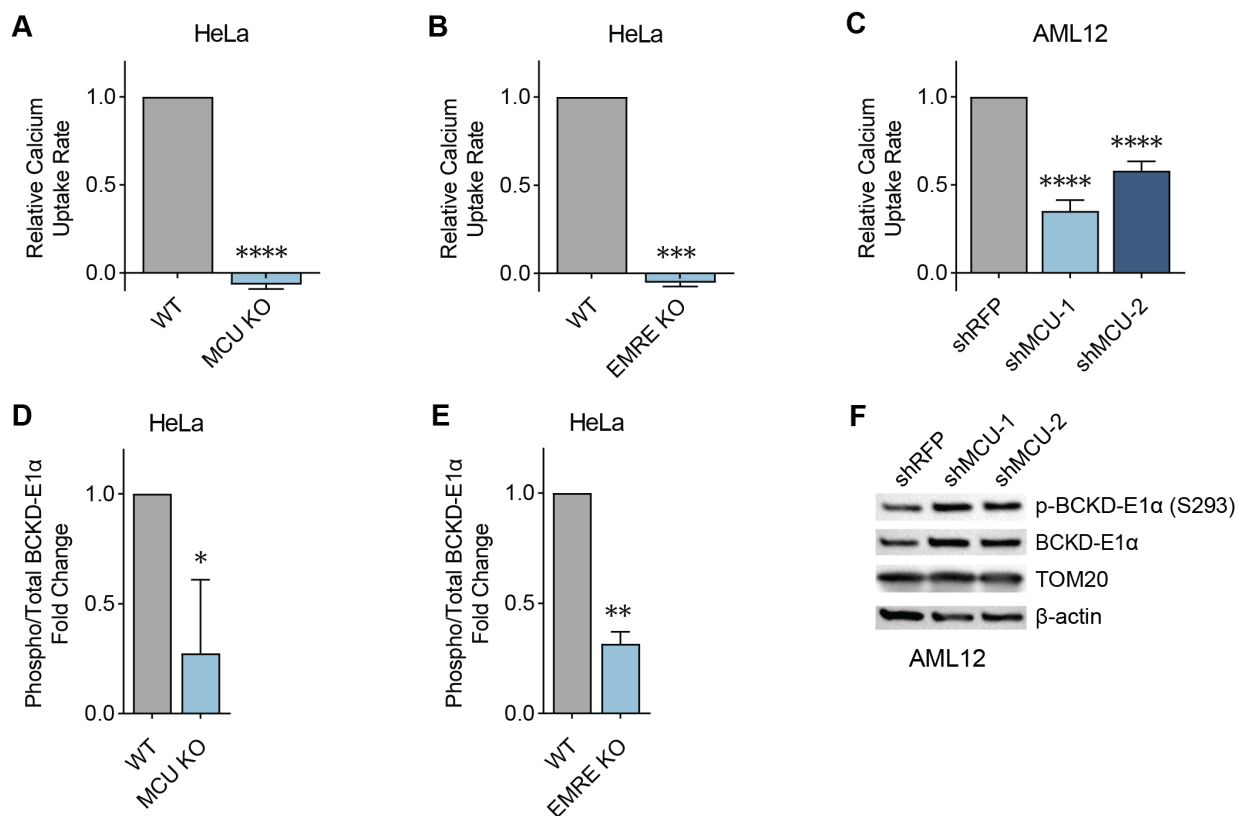 A
HeLa
Relative Calcium
Uptake Rate
1.0
0.5
0.0
****
WT
MCU KO
B
HeLa
Relative Calcium
Uptake Rate
1.0
0.5
0.0
***
WT
EMRE KO
C
AML12
Relative Calcium
Uptake Rate
1.0
0.5
0.0
****
****
shRFP
shMCU-1
shMCU-2
D
HeLa
Phospho/Total BCKD-E1α
Fold Change
1.0
0.5
0.0
*
WT
MCU KO
E
HeLa
Phospho/Total BCKD-E1α
Fold Change
1.0
0.5
0.0
**
WT
EMRE KO
F
shRFP
shMCU-1
shMCU-2
p-BCKD-E1α (S293)
BCKD-E1α
TOM20
β-actin
AML12